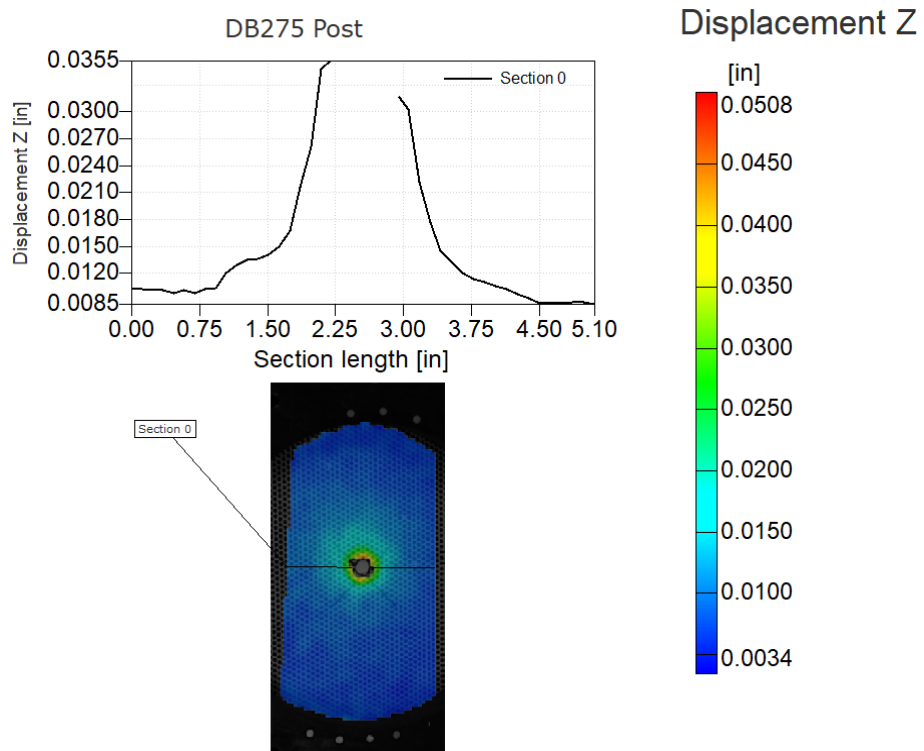 DB275 Post
Displacement Z
[in]
Displacement Z [in]
0.0355
0.0300
0.0270
0.0240
0.0210
0.0180
0.0150
0.0120
0.0085
Section 0
0.00 0.75 1.50 2.25 3.00 3.75 4.50 5.10
Section length [in]
0.0508
0.0450
0.0400
0.0350
0.0300
0.0250
0.0200
0.0150
0.0100
0.0034
Section 0